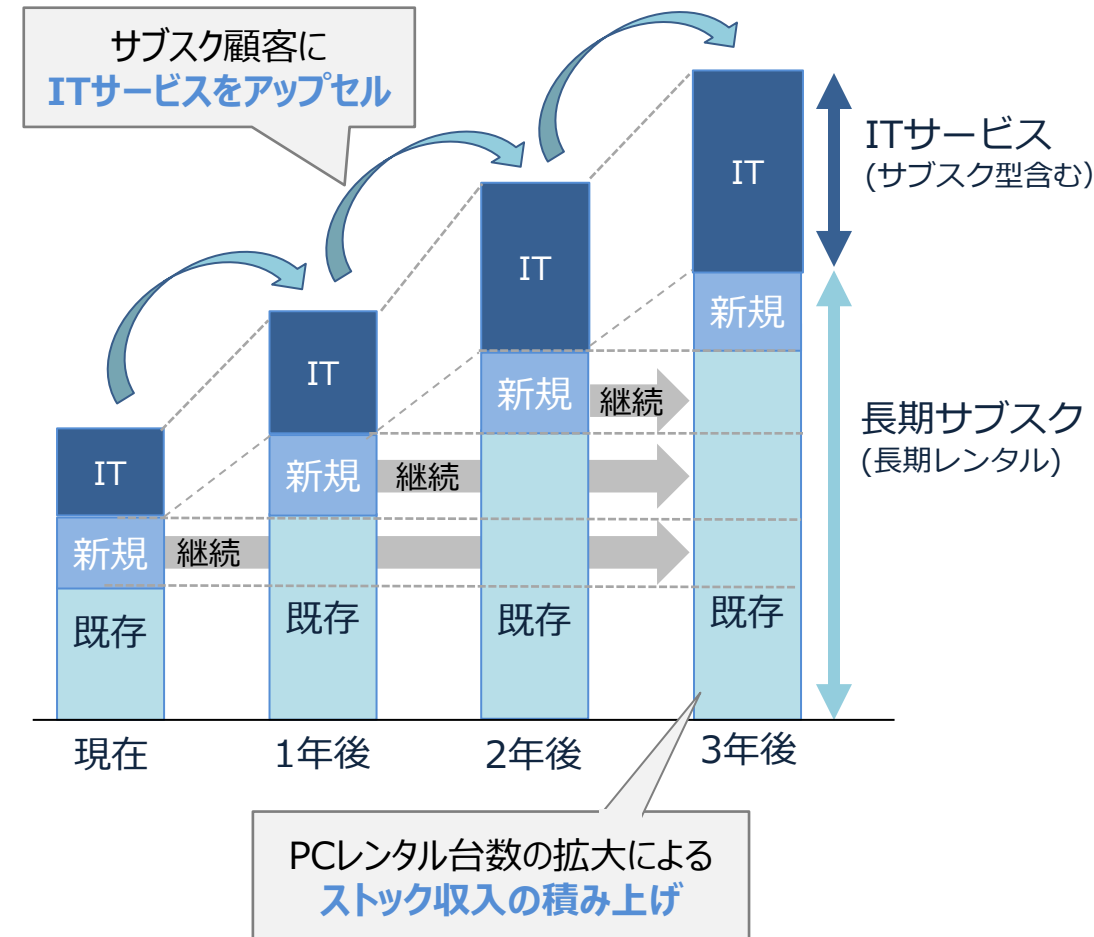 サブスク顧客に
ITサービスをアップセル
IT
ITサービス
(サブスク型含む)
IT
新規
IT
新規
継続
長期サブスク
(長期レンタル)
IT
新規
継続
新規
継続
既存
既存
既存
既存
現在
1年後
2年後
3年後
PCレンタル台数の拡大による
ストック収入の積み上げ